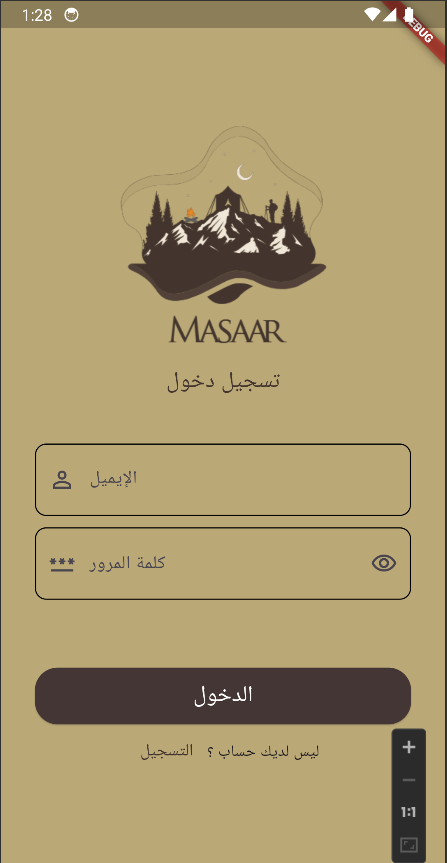 1:28
DEBUG
MASAAR
تسجيل دخول
الإيميل
*** كلمة المرور
الدخول
ليس لديك حساب ؟ التسجيل
1:1